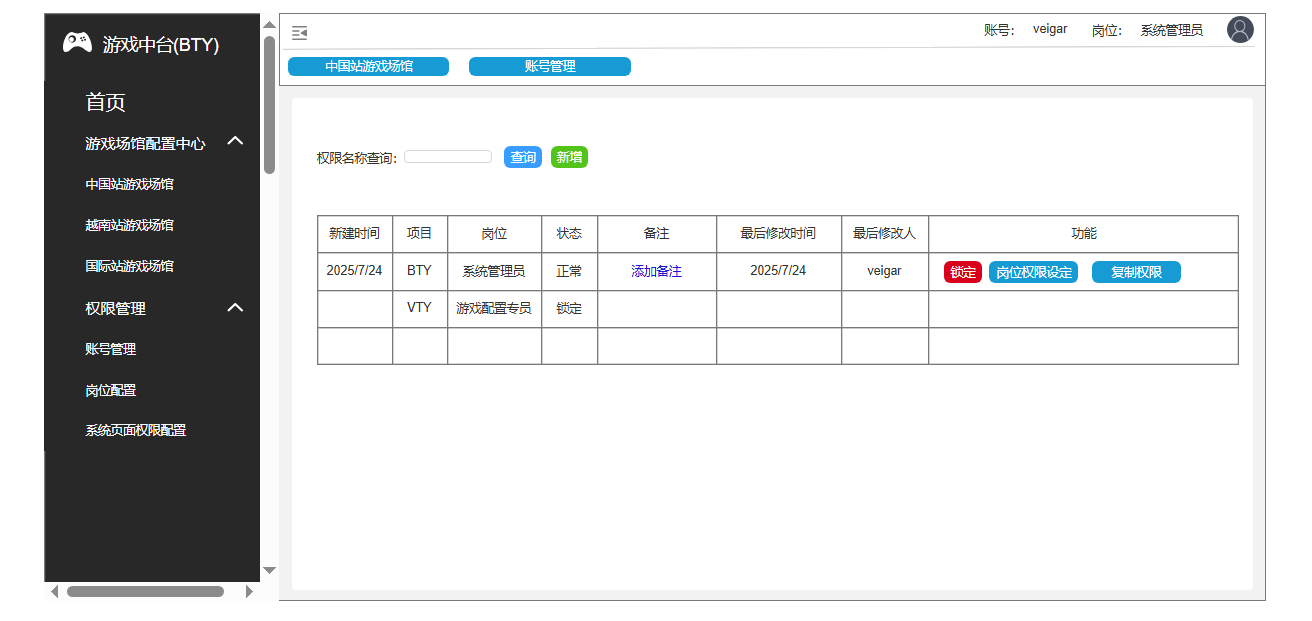 游戏中台(BTY)
首页
游戏场馆配置中心
中国站游戏场馆
越南站游戏场馆
国际站游戏场馆
权限管理
账号管理
岗位配置
系统页面权限配置
账号: veigar 岗位: 系统管理员
中国站游戏场馆 账号管理
权限名称查询: 查询 新增
新建时间 项目 岗位 状态 备注 最后修改时间 最后修改人 功能
2025/7/24 BTY 系统管理员 正常 添加备注 2025/7/24 veigar 锁定 岗位权限设定 复制权限
VTY 游戏配置专员 锁定